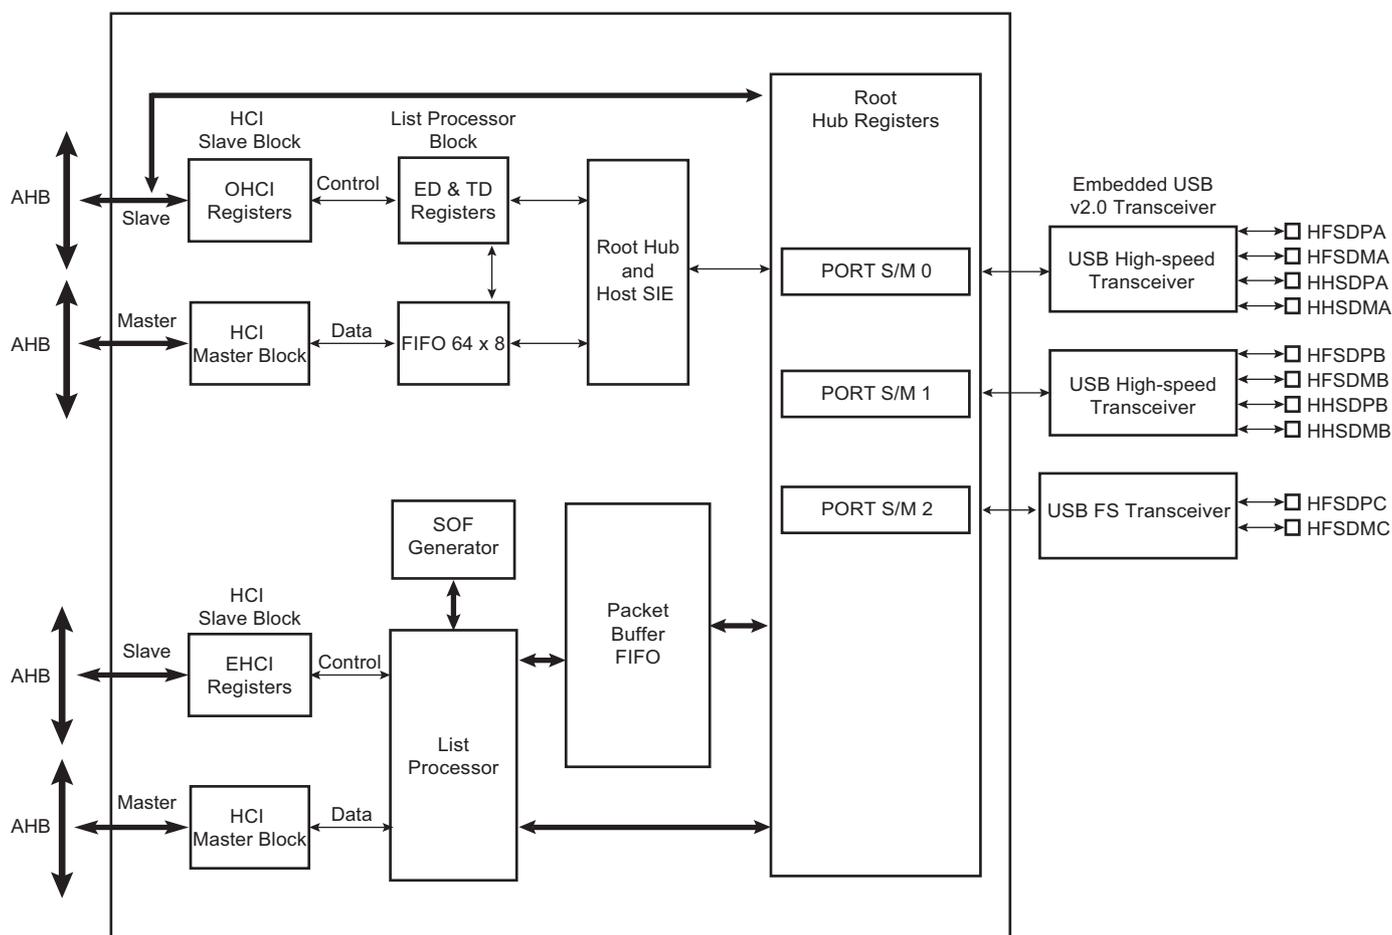 Root
Hub Registers
HCI
Slave Block
List Processor
Block
AHB
Slave
OHCI
Registers
Control
ED & TD
Registers
Root Hub
and
Host SIE
AHB
Master
HCI
Master Block
Data
FIFO 64 x 8
PORT S/M 0
PORT S/M 1
PORT S/M 2
Embedded USB
v2.0 Transceiver
USB High-speed
Transceiver
HFSDPA
HFSDMA
HHSDPA
HHSDMA
USB High-speed
Transceiver
HFSDPB
HFSDMB
HHSDPB
HHSDMB
USB FS Transceiver
HFSDPC
HFSDMC
SOF
Generator
Packet
Buffer
FIFO
HCI
Slave Block
AHB
Slave
EHCI
Registers
Control
List
Processor
AHB
Master
HCI
Master Block
Data